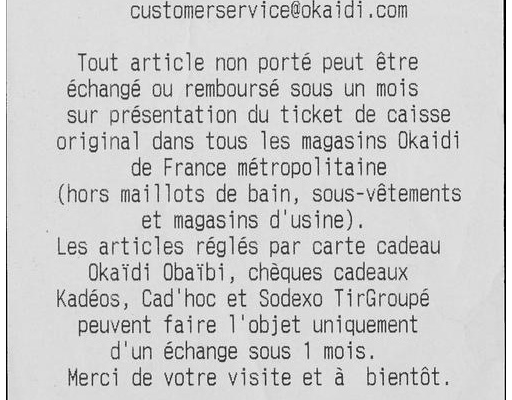 customerservice@okaidi.com
Tout article non porté peut être
échangé ou remboursé sous un mois
sur présentation du ticket de caisse
original dans tous les magasins Okaidi
de France métropolitaine
(hors maillots de bain, sous-vêtements
et magasins d'usine).
Les articles réglés par carte cadeau
Okaïdi Obaïbi, chèques cadeaux
Kadéos, Cad'hoc et Sodexo TirGroupé
peuvent faire l'objet uniquement
d'un échange sous 1 mois.
Merci de votre visite et à bientôt.